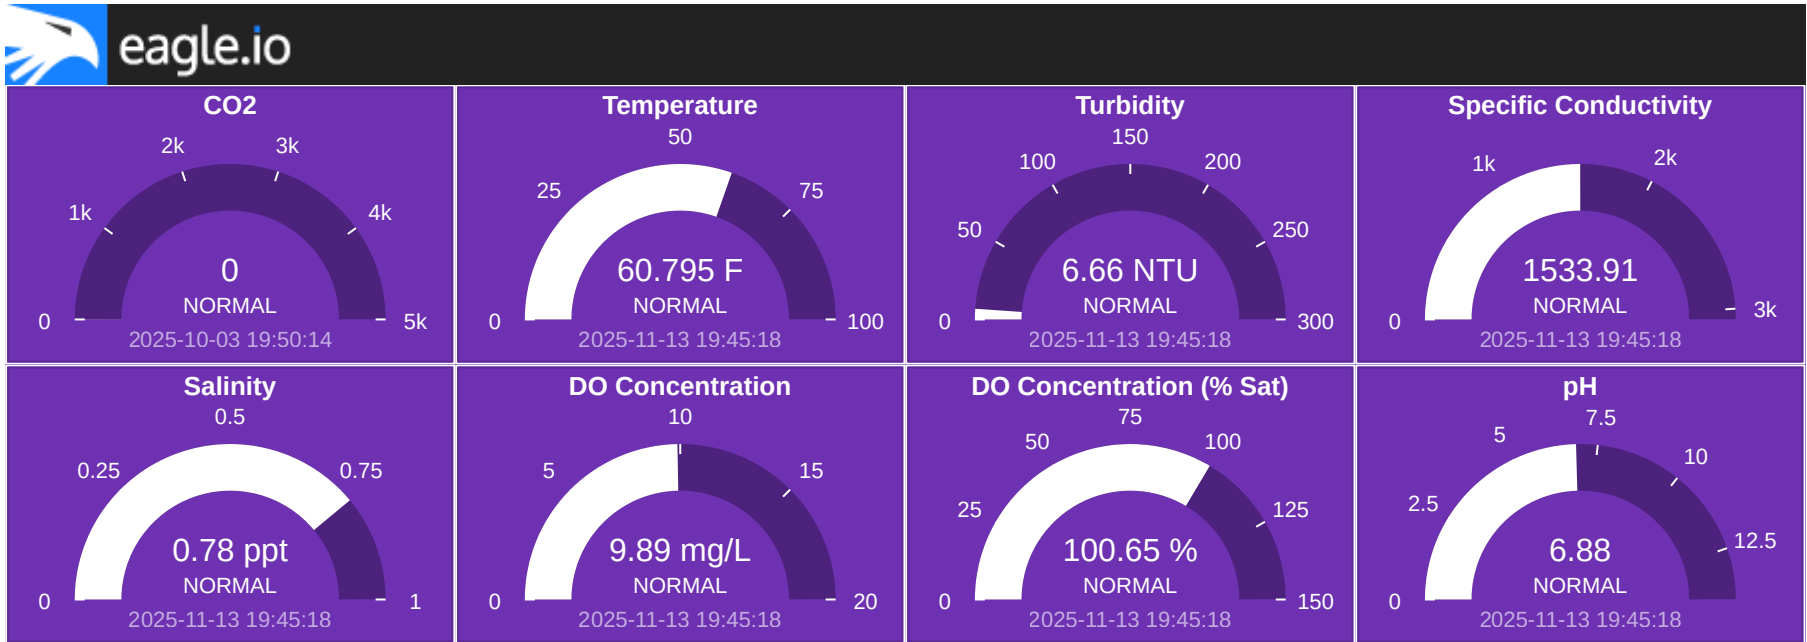 eagle.io
CO2
2k
3k
1k
4k
0
NORMAL
0
5k
2025-10-03 19:50:14
Temperature
50
25
75
60.795 F
NORMAL
0
100
2025-11-13 19:45:18
Turbidity
150
100
200
50
250
6.66 NTU
NORMAL
0
300
2025-11-13 19:45:18
Specific Conductivity
1k
2k
1533.91
NORMAL
3k
0
2025-11-13 19:45:18
Salinity
0.5
0.25
0.75
0.78 ppt
NORMAL
0
1
2025-11-13 19:45:18
DO Concentration
10
5
15
9.89 mg/L
NORMAL
0
20
2025-11-13 19:45:18
DO Concentration (% Sat)
75
50
100
25
125
100.65 %
NORMAL
0
150
2025-11-13 19:45:18
pH
7.5
5
10
2.5
12.5
6.88
NORMAL
0
2025-11-13 19:45:18